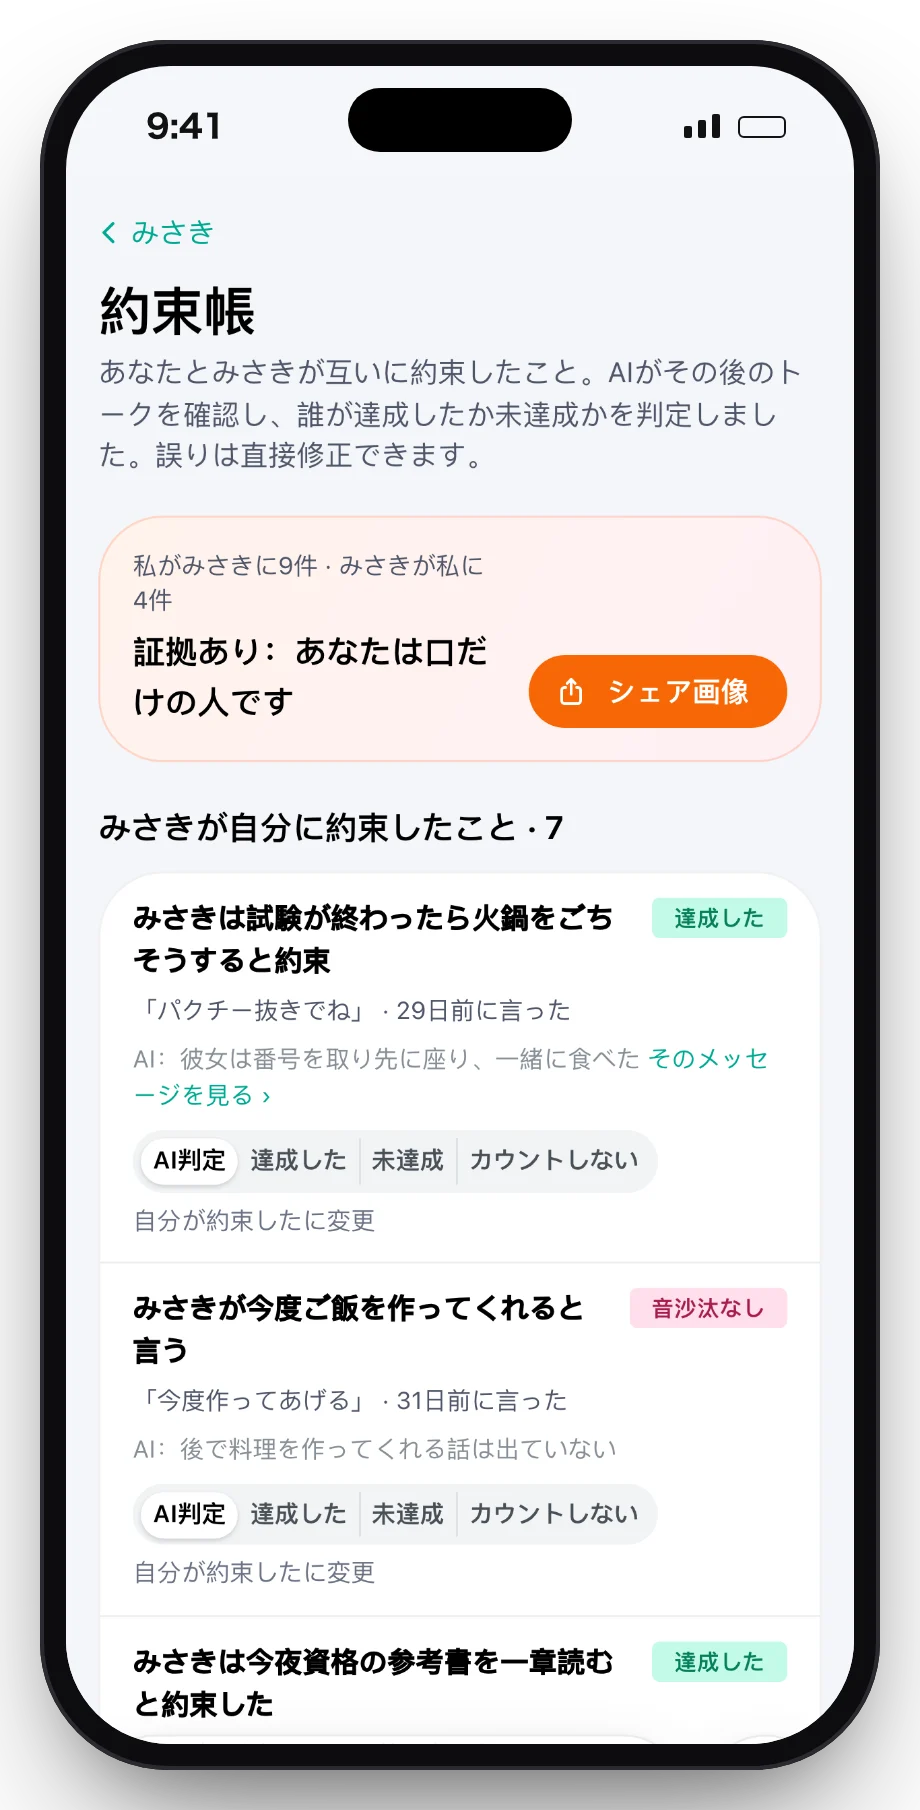 9:41
みさき
約束帳
あなたとみさきが互いに約束したこと。AIがその後のト
ークを確認し、誰が達成したか未達成かを判定しまし
た。誤りは直接修正できます。
私がみさきに9件 · みさきが私に
4件
証拠あり：あなたは口だ
けの人です
シェア画像
みさきが自分に約束したこと · 7
みさきは試験が終わったら火鍋をごち
そうすると約束
達成した
「パクチー抜きでね」 · 29日前に言った
AI：彼女は番号を取り先に座り、一緒に食べた そのメッセ
ージを見る ›
AI判定 達成した 未達成 カウントしない
自分が約束したに変更
みさきが今度ご飯を作ってくれると
言う
音沙汰なし
「今度作ってあげる」 · 31日前に言った
AI：後で料理を作ってくれる話は出ていない
AI判定 達成した 未達成 カウントしない
自分が約束したに変更
みさきは今夜資格の参考書を一章読む
と約束した
達成した